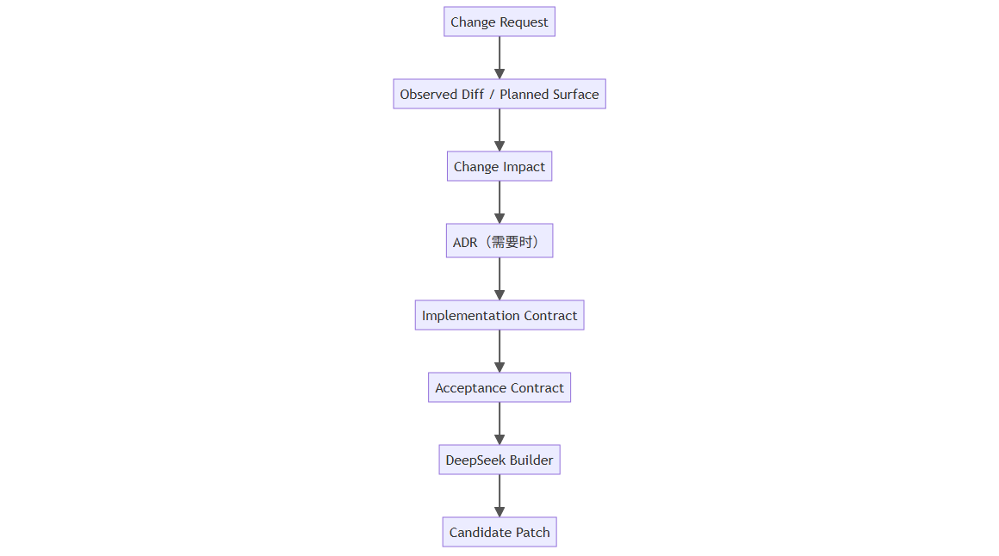 Change Request
Observed Diff / Planned Surface
Change Impact
ADR（需要时）
Implementation Contract
Acceptance Contract
DeepSeek Builder
Candidate Patch